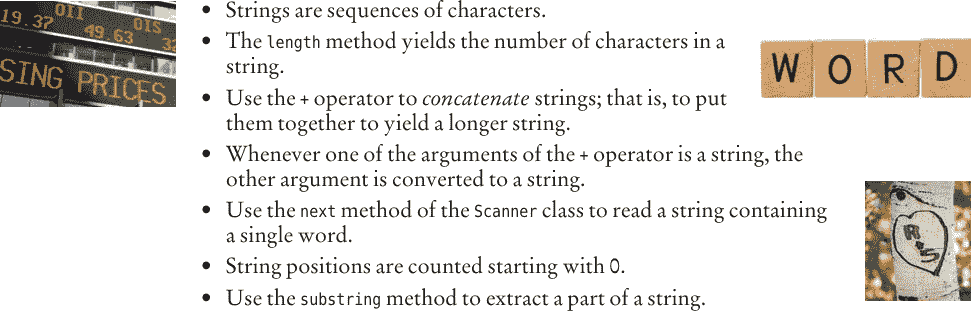 19.37 OII
49.63 OIS
SING PRICES
• Strings are sequences of characters.
• The length method yields the number of characters in a
string.
• Use the + operator to concatenate strings; that is, to put
them together to yield a longer string.
• Whenever one of the arguments of the + operator is a string, the
other argument is converted to a string.
• Use the next method of the Scanner class to read a string containing
a single word.
• String positions are counted starting with 0.
• Use the substring method to extract a part of a string.
WORD
R
S